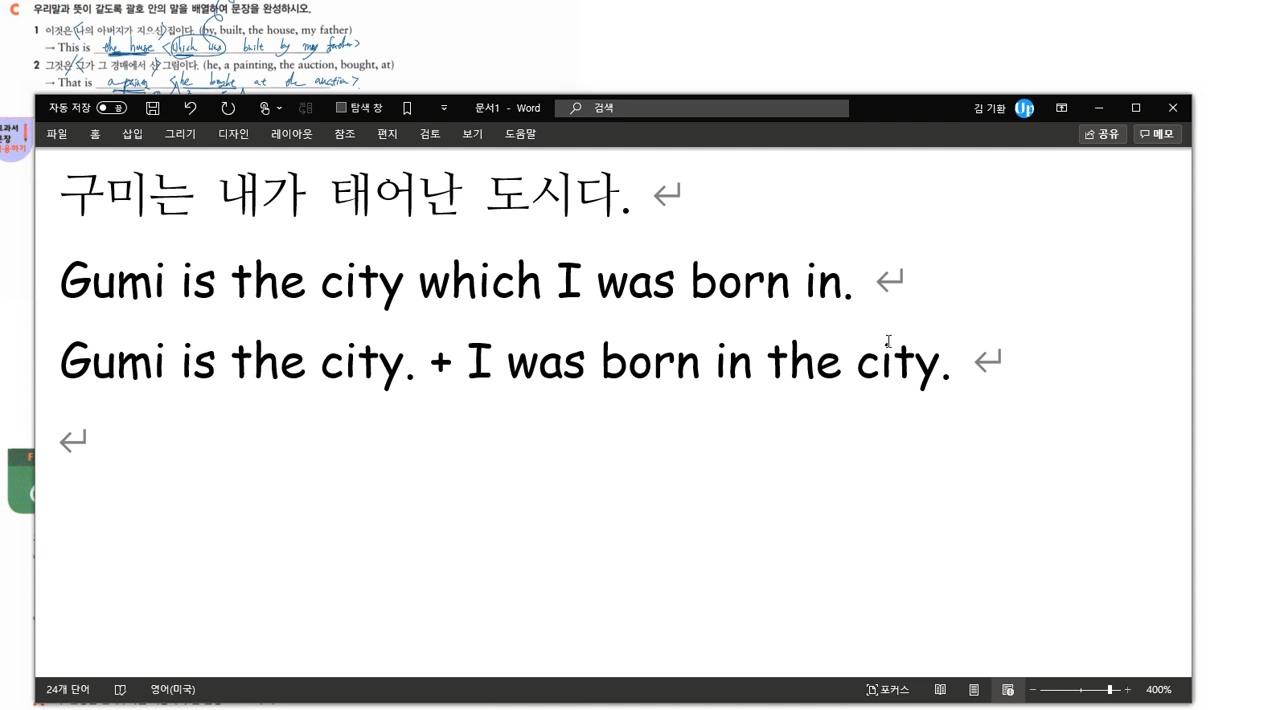 C 우리말과 뜻이 같도록 괄호 안의 말을 배열하여 문장을 완성하시오.
1 이것은 나의 아버지가 지으신 집이다. (by, built, the house, my father)
→ This is the house <which was built by my father>
2 그것은 그가 그 경매에서 산 그림이다. (he, a painting, the auction, bought, at)
→ That is he bought at the auction>.
자동 저장 끔 탐색 창 문서1 - Word 검색 김 기환
파일 홈 삽입 그리기 디자인 레이아웃 참조 편지 검토 보기 도움말 공유 메모
구미는 내가 태어난 도시다.
Gumi is the city which I was born in.
Gumi is the city. + I was born in the city.
24개 단어 영어(미국) 포커스 400%